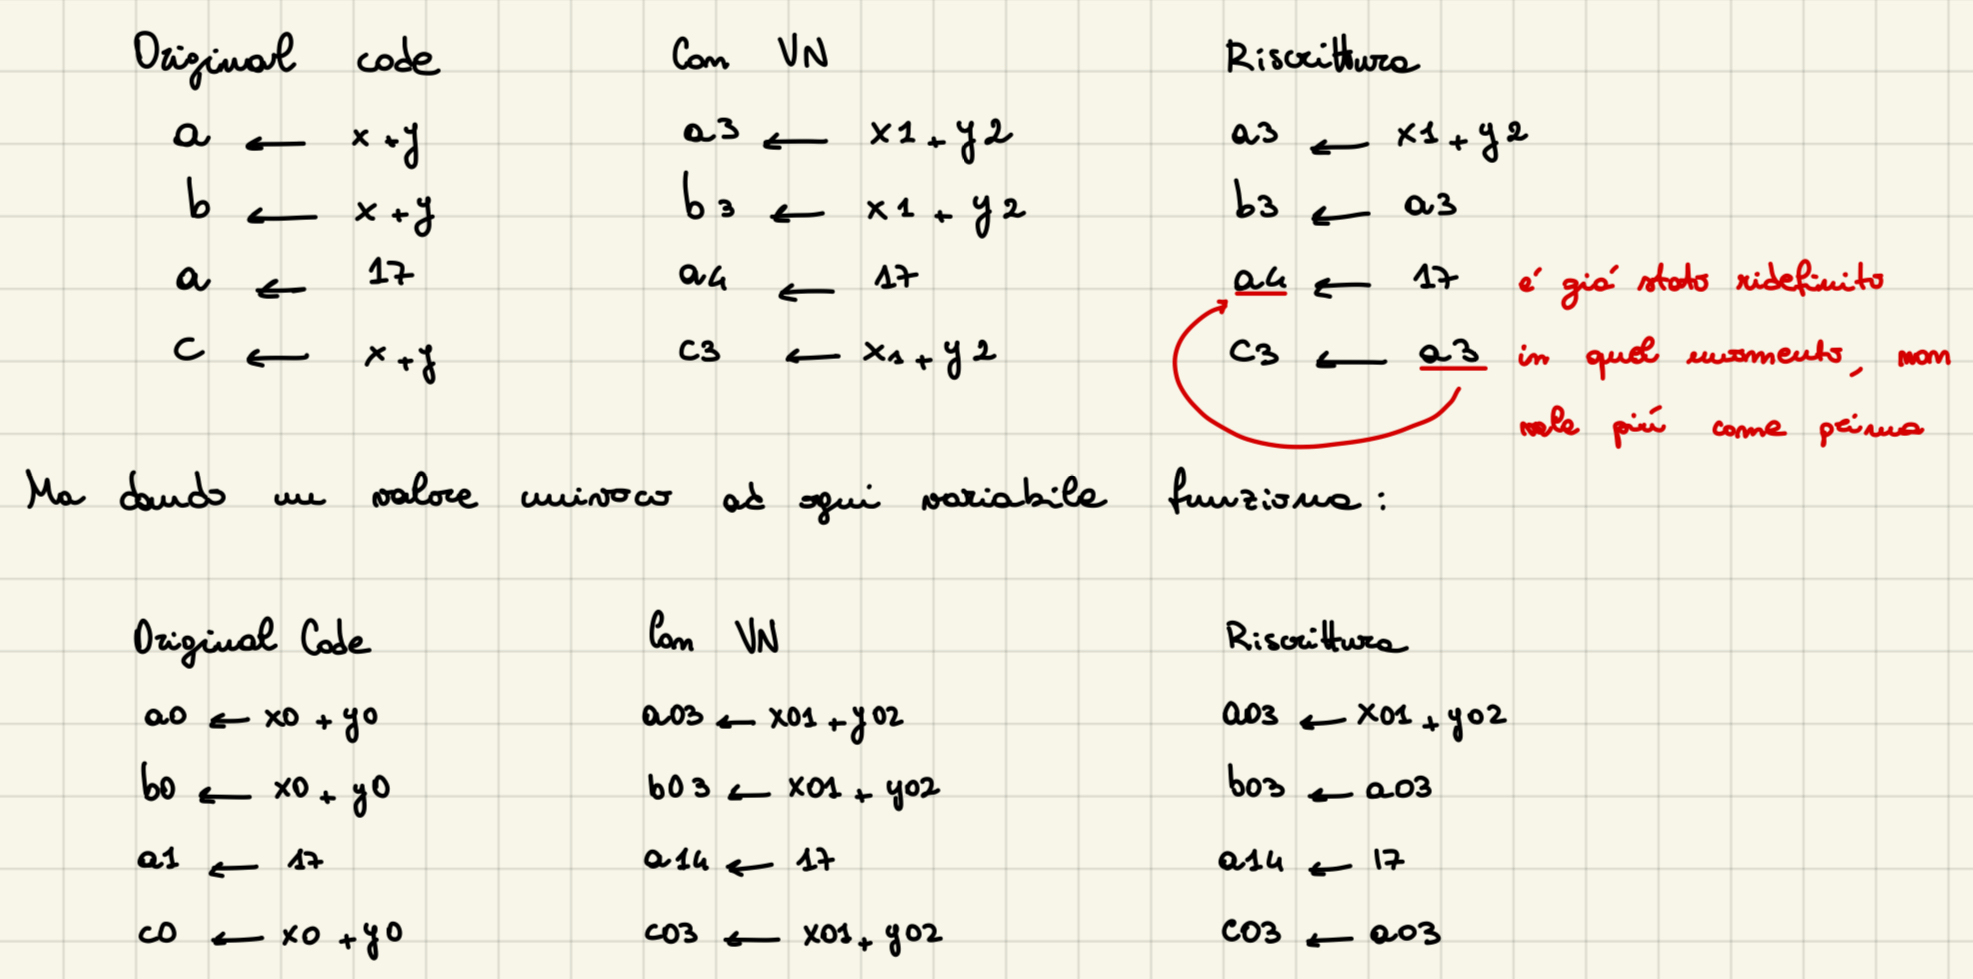 Original code Con VN Riscrittura
a ← x+y a3 ← x1+y2 a3 ← x1+y2
b ← x+y b3 ← x1+y2 b3 ← a3
a ← 17 a4 ← 17 a4 ← 17 é giá stato ridefinito
c ← x+y c3 ← x1+y2 c3 ← a3 in quel momento, non
vale piú come prima
Ma dando un valore univoco ad ogni variabile funziona:
Original Code Con VN Riscrittura
a0 ← x0+y0 a03 ← x01+y02 a03 ← x01+y02
b0 ← x0+y0 b03 ← x01+y02 b03 ← a03
a1 ← 17 a14 ← 17 a14 ← 17
c0 ← x0+y0 c03 ← x01+y02 c03 ← a03